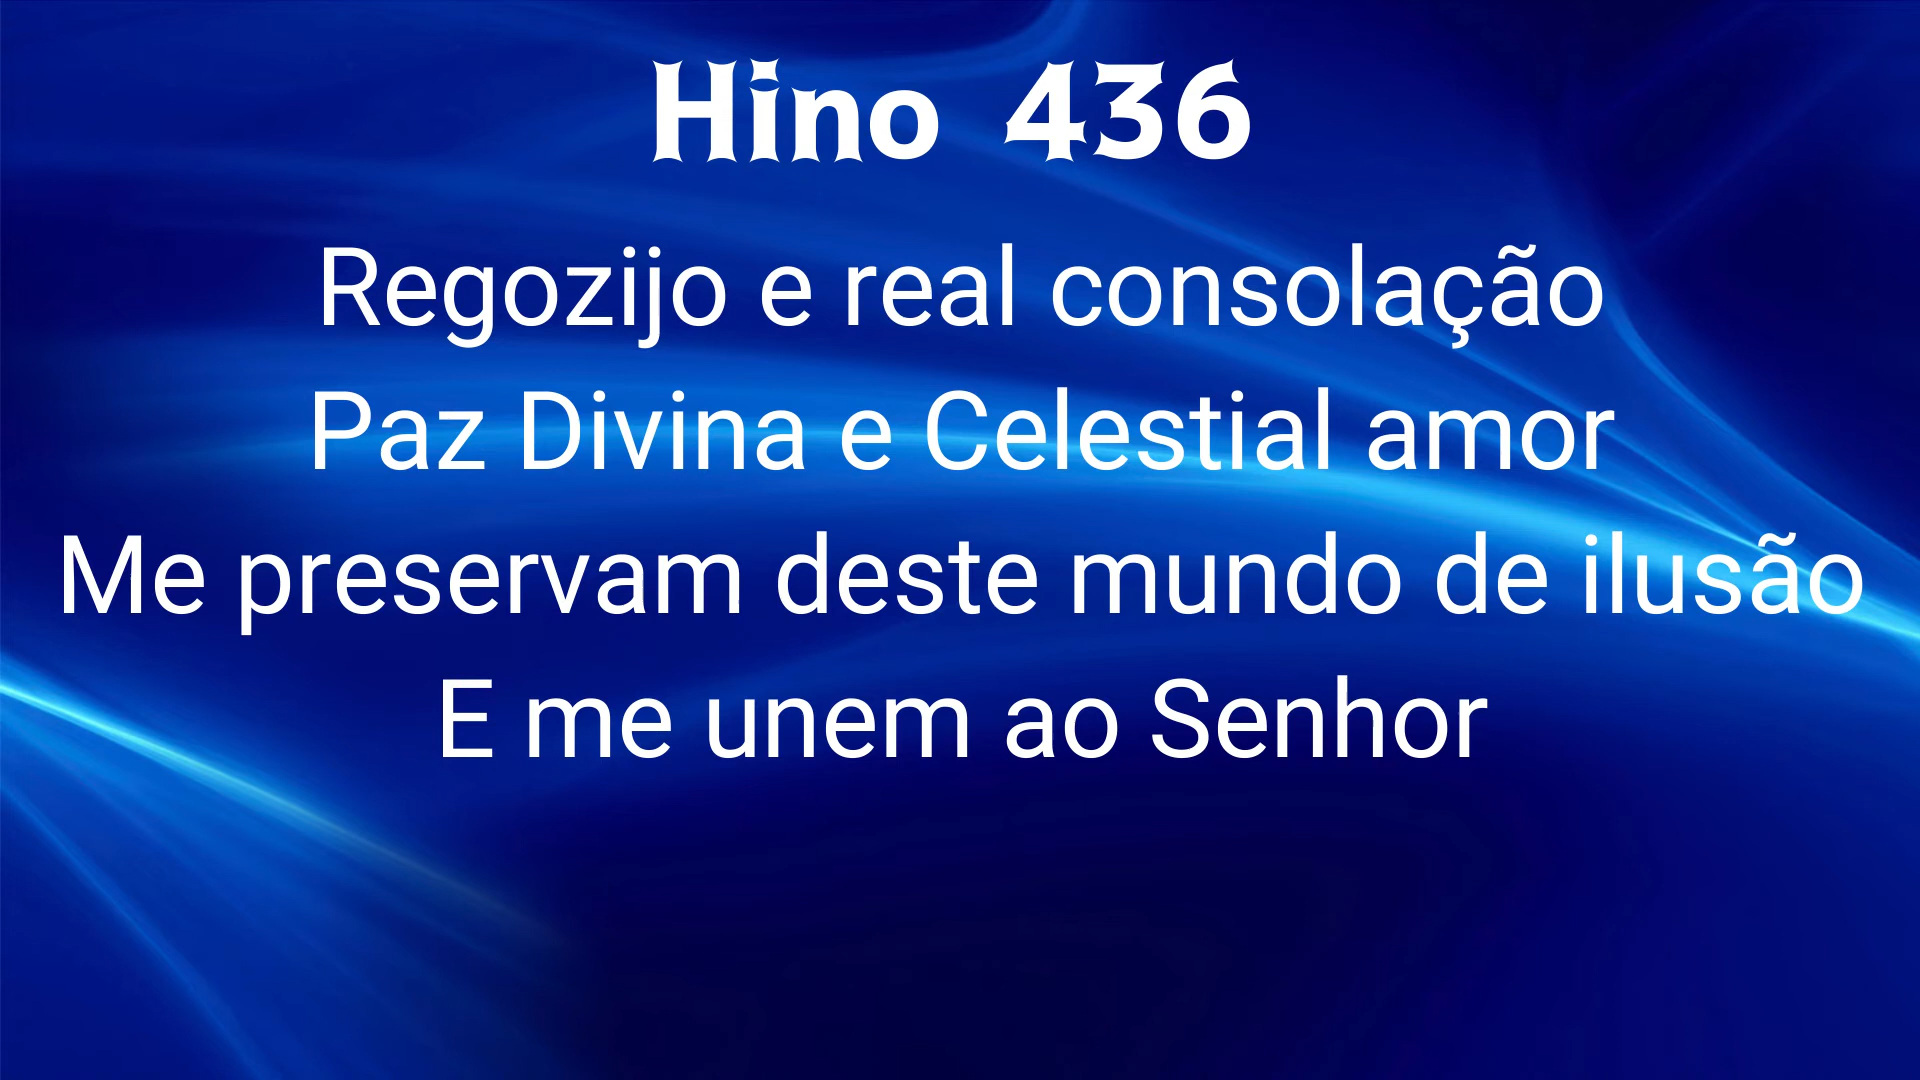 Hino 436
Regozijo e real consolação
Paz Divina e Celestial amor
Me preservam deste mundo de ilusão
E me unem ao Senhor